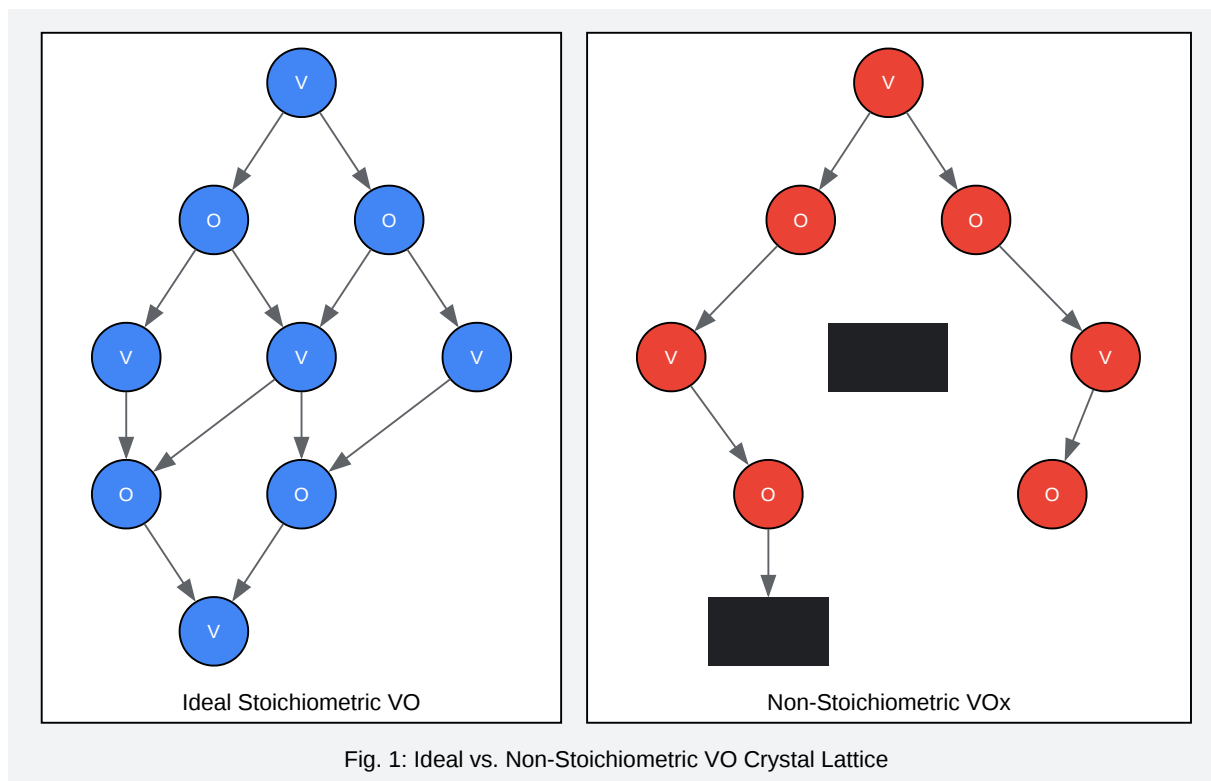 V
O O
V V V
O O
V
Ideal Stoichiometric VO
V
O O
V V
O O
Non-Stoichiometric VOx
Fig. 1: Ideal vs. Non-Stoichiometric VO Crystal Lattice